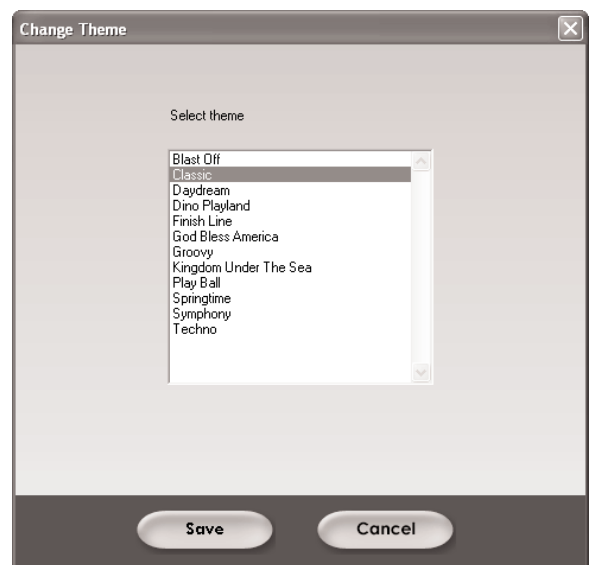 Change Theme
Select theme
Blast Off
Classic
Daydream
Dino Playland
Finish Line
God Bless America
Groovy
Kingdom Under The Sea
Play Ball
Springtime
Symphony
Techno
Save Cancel